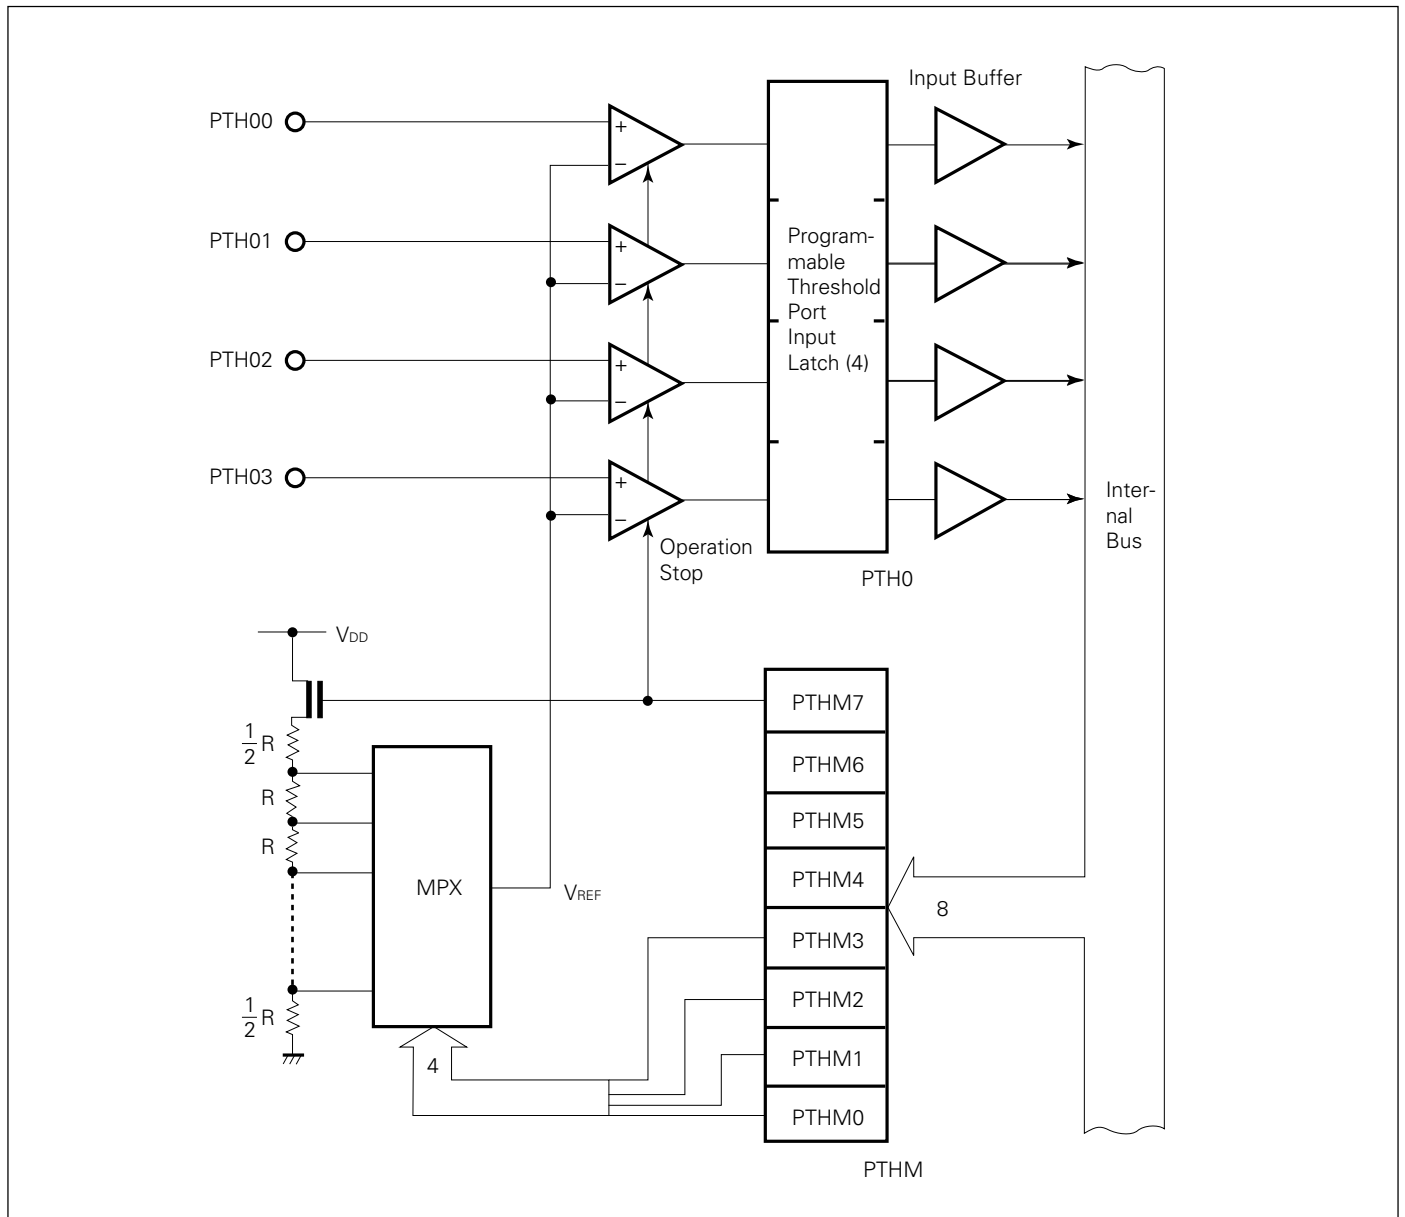 Input Buffer
PTH00
+
−
PTH01
+
−
Program-
mable
Threshold
Port
Input
Latch (4)
PTH02
+
−
PTH03
+
−
Inter-
nal
Bus
Operation
Stop
PTH0
VDD
PTHM7
1/2 R
PTHM6
R
PTHM5
R
PTHM4
MPX
VREF
8
PTHM3
PTHM2
1/2 R
4
PTHM1
PTHM0
PTHM